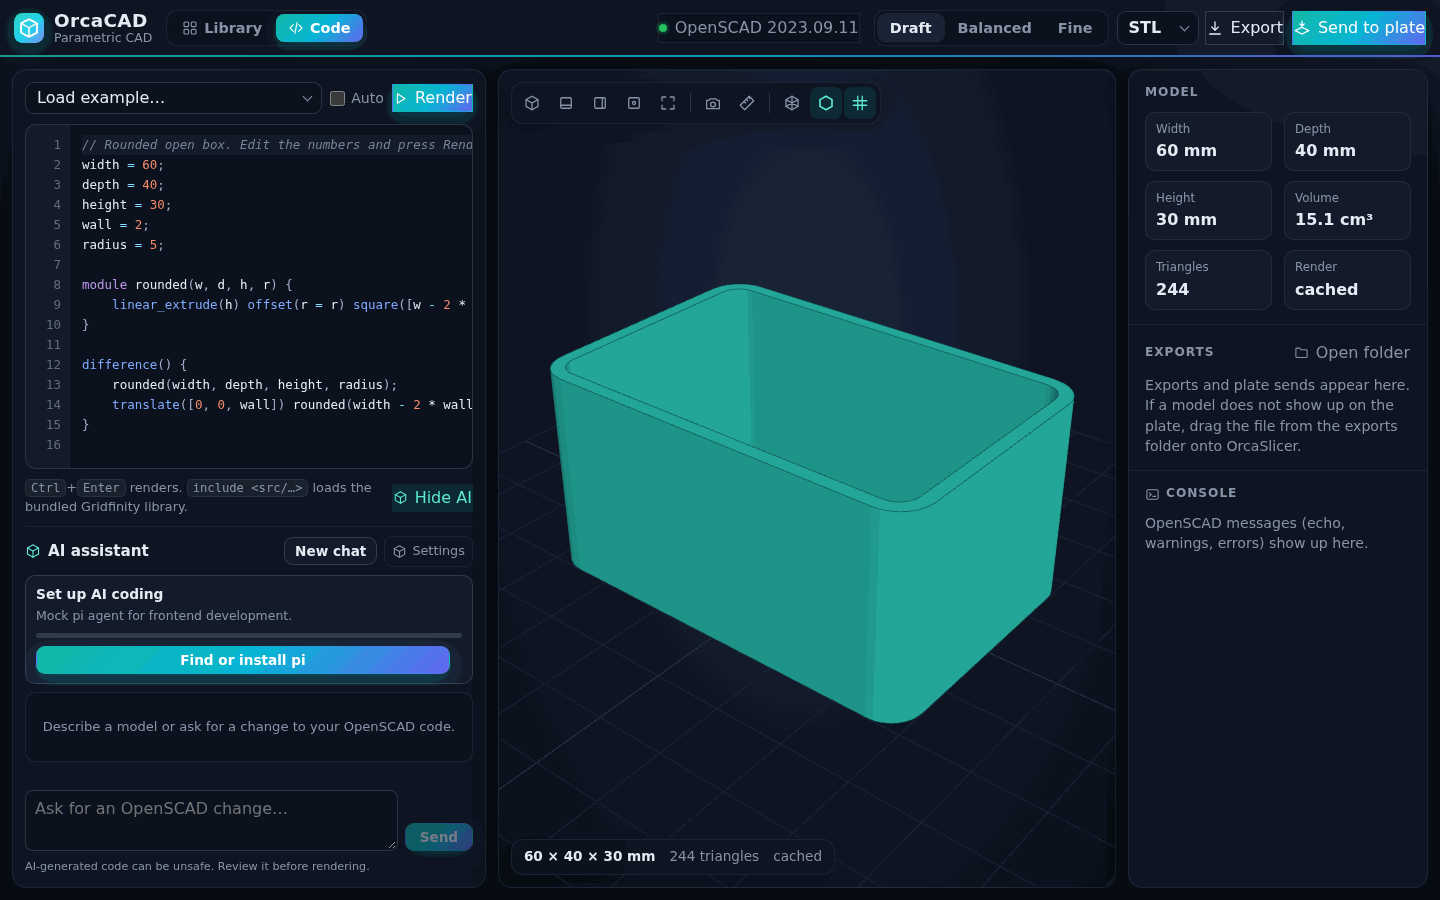 OrcaCAD
Parametric CAD
Library
Code
OpenSCAD 2023.09.11
Draft
Balanced
Fine
STL
Export
Send to plate
Load example…
Auto
Render
1 // Rounded open box. Edit the numbers and press Rend
2 width = 60;
3 depth = 40;
4 height = 30;
5 wall = 2;
6 radius = 5;
7
8 module rounded(w, d, h, r) {
9 linear_extrude(h) offset(r = r) square([w - 2 *
10 }
11
12 difference() {
13 rounded(width, depth, height, radius);
14 translate([0, 0, wall]) rounded(width - 2 * wall
15 }
16
Ctrl+Enter renders. include <src/…> loads the
bundled Gridfinity library.
Hide AI
AI assistant
New chat
Settings
Set up AI coding
Mock pi agent for frontend development.
Find or install pi
Describe a model or ask for a change to your OpenSCAD code.
Ask for an OpenSCAD change…
Send
AI-generated code can be unsafe. Review it before rendering.
60 × 40 × 30 mm 244 triangles cached
MODEL
Width
60 mm
Depth
40 mm
Height
30 mm
Volume
15.1 cm³
Triangles
244
Render
cached
EXPORTS
Open folder
Exports and plate sends appear here.
If a model does not show up on the
plate, drag the file from the exports
folder onto OrcaSlicer.
CONSOLE
OpenSCAD messages (echo,
warnings, errors) show up here.